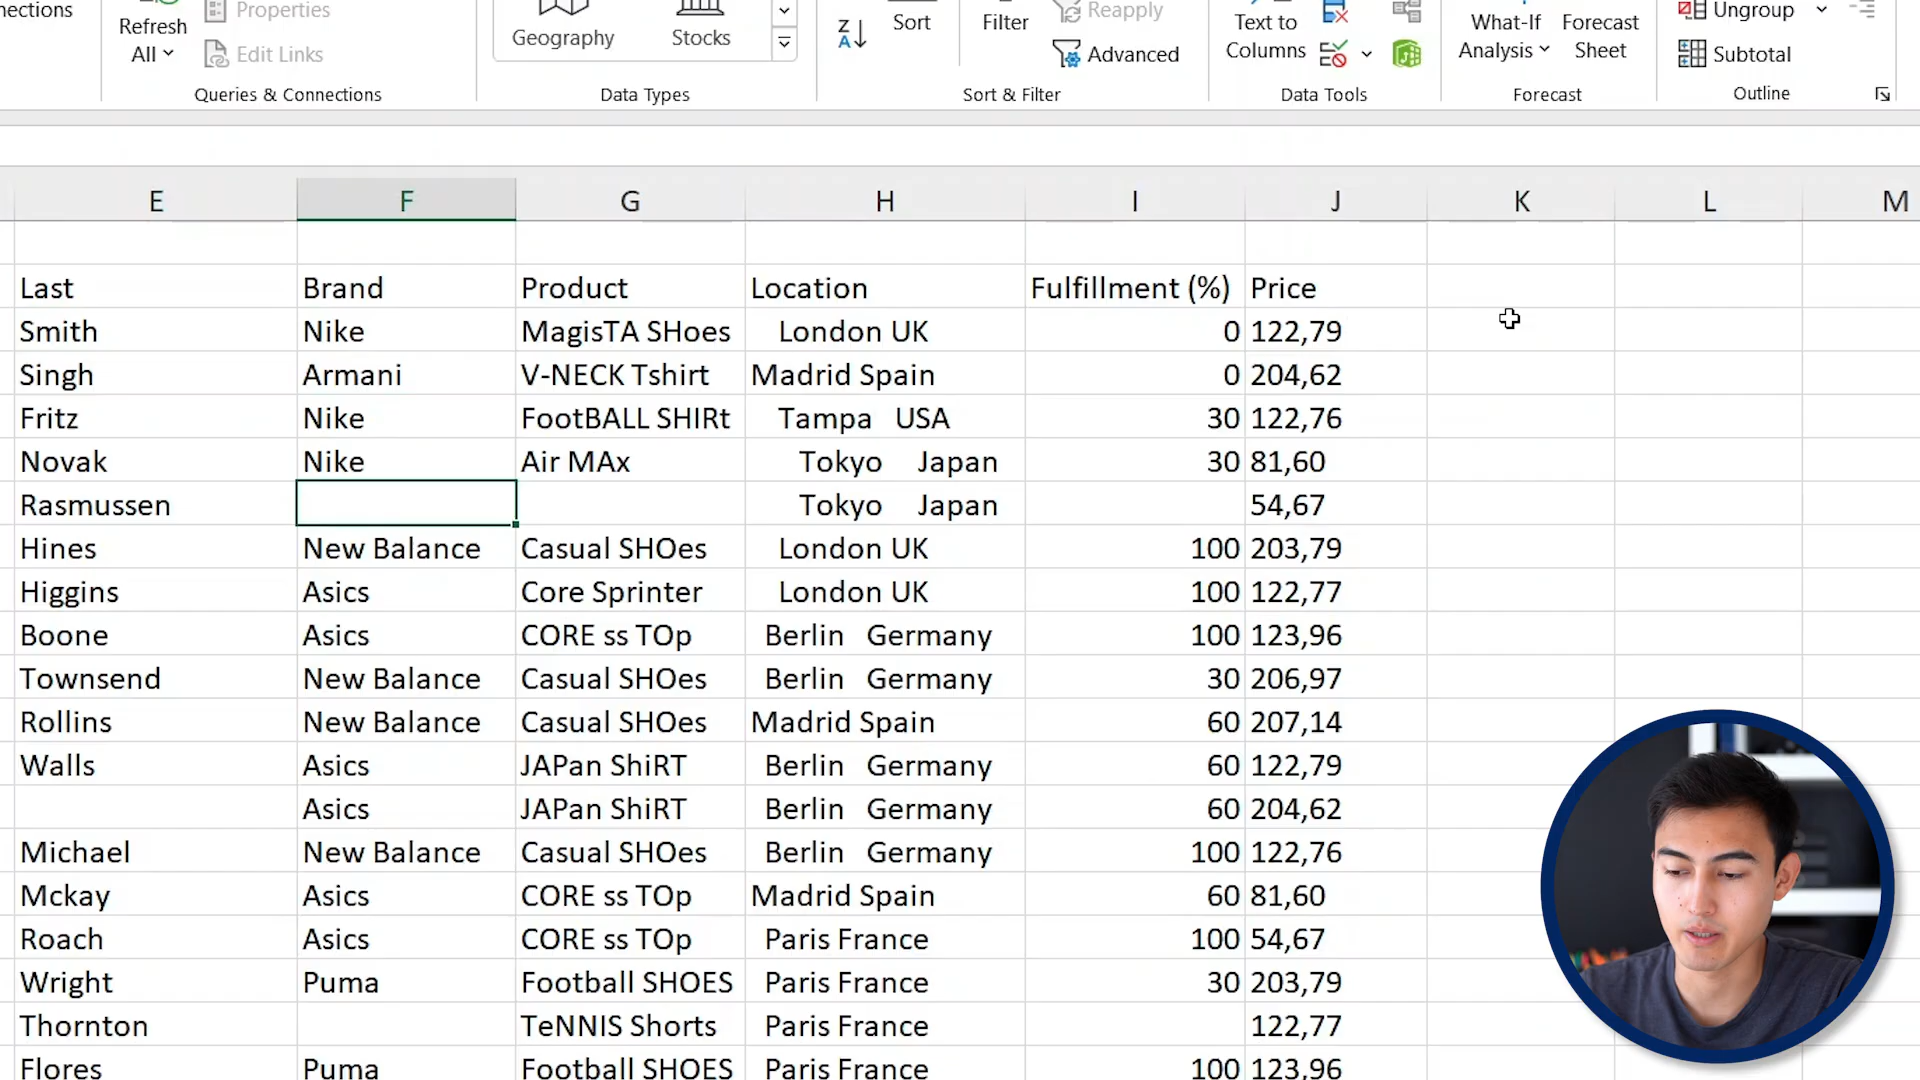 nections
Refresh
All
Properties
Edit Links
Queries & Connections
Geography
Stocks
Data Types
Z
A
Sort
Filter
Reapply
Advanced
Sort & Filter
Text to
Columns
Data Tools
What-If
Analysis
Forecast
Sheet
Forecast
Ungroup
Subtotal
Outline
E F G H I J K L M
Last Brand Product Location Fulfillment (%) Price
Smith Nike MagisTA SHoes London UK 0 122,79
Singh Armani V-NECK Tshirt Madrid Spain 0 204,62
Fritz Nike FootBALL SHIRt Tampa USA 30 122,76
Novak Nike Air MAx Tokyo Japan 30 81,60
Rasmussen Tokyo Japan 54,67
Hines New Balance Casual SHOes London UK 100 203,79
Higgins Asics Core Sprinter London UK 100 122,77
Boone Asics CORE ss TOp Berlin Germany 100 123,96
Townsend New Balance Casual SHOes Berlin Germany 30 206,97
Rollins New Balance Casual SHOes Madrid Spain 60 207,14
Walls Asics JAPan ShiRT Berlin Germany 60 122,79
Asics JAPan ShiRT Berlin Germany 60 204,62
Michael New Balance Casual SHOes Berlin Germany 100 122,76
Mckay Asics CORE ss TOp Madrid Spain 60 81,60
Roach Asics CORE ss TOp Paris France 100 54,67
Wright Puma Football SHOES Paris France 30 203,79
Thornton TeNNIS Shorts Paris France 122,77
Flores Puma Football SHOES Paris France 100 123,96